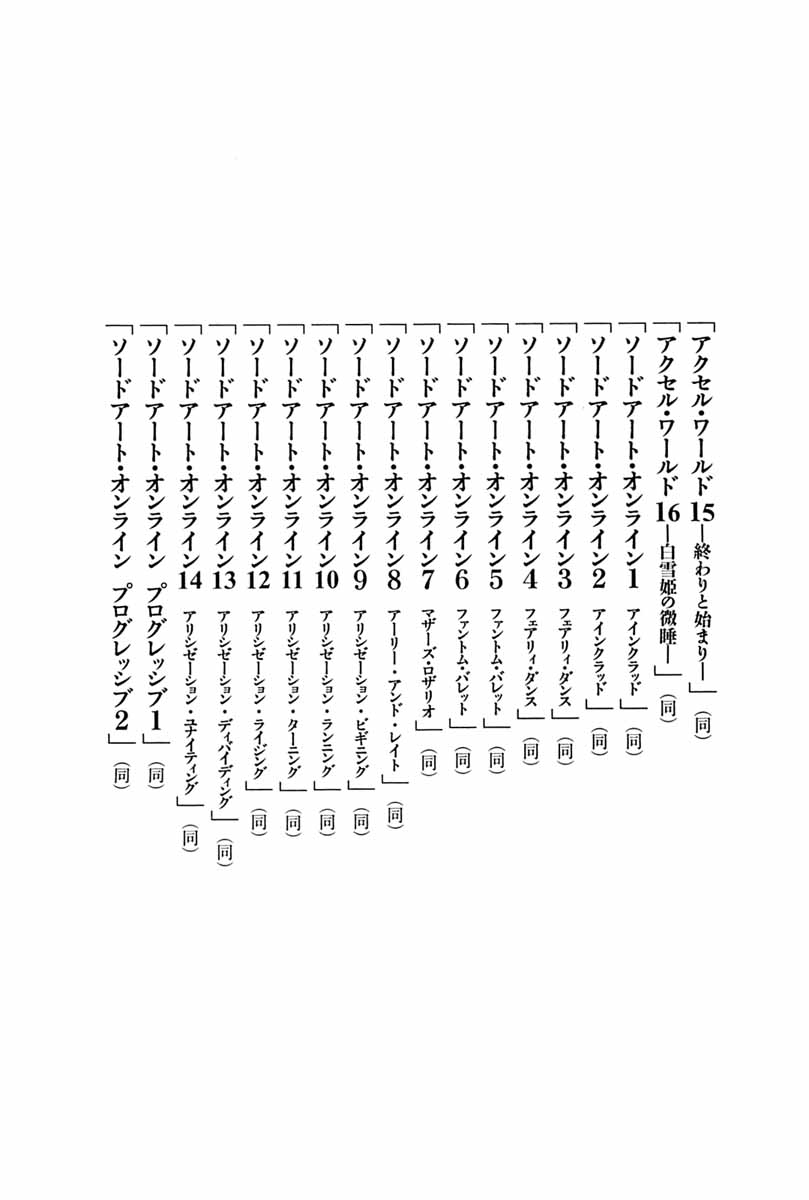 「アクセル・ワールド15―終わりと始まり―」(同)
「アクセル・ワールド16―白雪姫の微睡―」(同)
「ソードアート・オンライン1 アインクラッド」(同)
「ソードアート・オンライン2 アインクラッド」(同)
「ソードアート・オンライン3 フェアリィ・ダンス」(同)
「ソードアート・オンライン4 フェアリィ・ダンス」(同)
「ソードアート・オンライン5 ファントム・バレット」(同)
「ソードアート・オンライン6 ファントム・バレット」(同)
「ソードアート・オンライン7 マザーズ・ロザリオ」(同)
「ソードアート・オンライン8 アーリー・アンド・レイト」(同)
「ソードアート・オンライン9 アリシゼーション・ビギニング」(同)
「ソードアート・オンライン10 アリシゼーション・ランニング」(同)
「ソードアート・オンライン11 アリシゼーション・ターニング」(同)
「ソードアート・オンライン12 アリシゼーション・ライジング」(同)
「ソードアート・オンライン13 アリシゼーション・ディバイディング」(同)
「ソードアート・オンライン14 アリシゼーション・ユナイティング」(同)
「ソードアート・オンライン プログレッシブ1」(同)
「ソードアート・オンライン プログレッシブ2」(同)